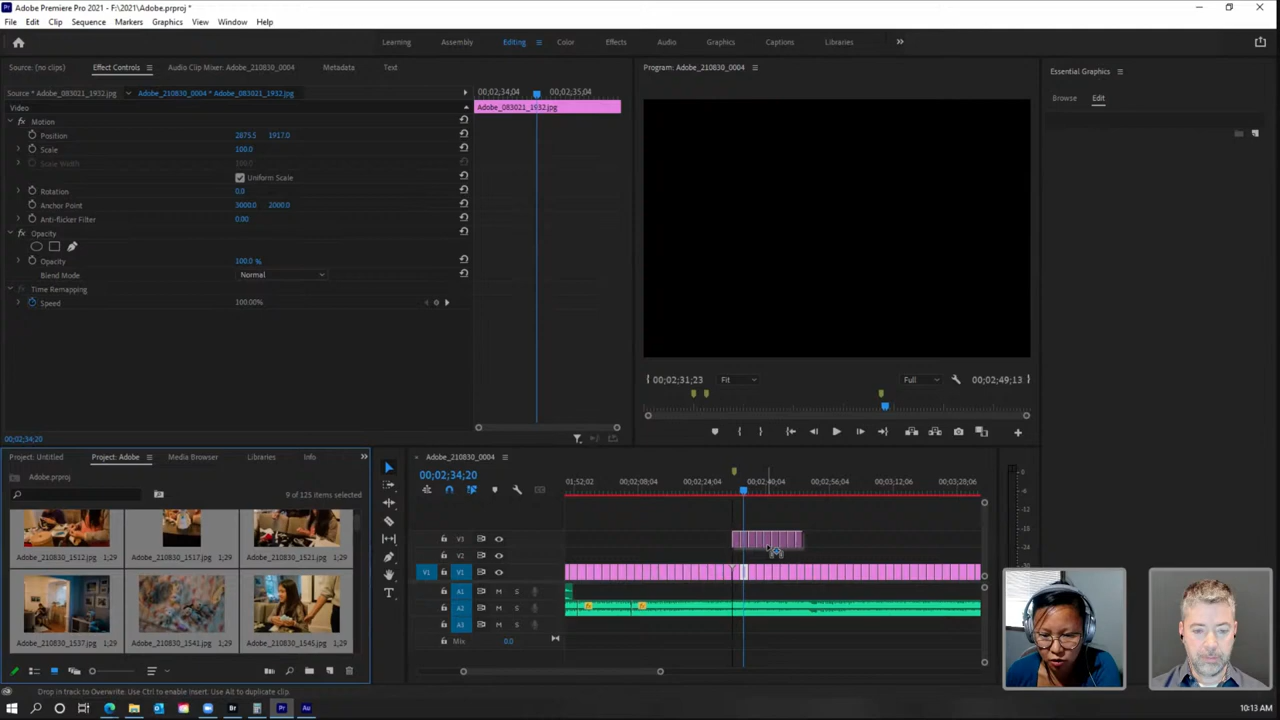 Adobe Premiere Pro 2021 - F:\2021\Adobe.prproj *
File Edit Clip Sequence Markers Graphics View Window Help
Learning Assembly Editing Color Effects Audio Graphics Captions Libraries
Source: (no clips) Effect Controls Audio Clip Mixer: Adobe_210830_0004 Metadata Text
Program: Adobe_210830_0004
Essential Graphics
Source * Adobe_083021_1932.jpg Adobe_210830_0004 * Adobe_083021_1932.jpg
00;02;34;04 00;02;35;04
Browse Edit
Video
Adobe_083021_1932.jpg
fx Motion
Position 2875.5 1917.0
Scale 100.0
Scale Width 100.0
Uniform Scale
Rotation 0.0
Anchor Point 3000.0 2000.0
Anti-flicker Filter 0.00
fx Opacity
Opacity 100.0 %
Blend Mode Normal
fx Time Remapping
Speed 100.00%
00;02;31;23 Fit Full 00;02;49;13
00;02;34;20
Project: Untitled Project: Adobe Media Browser Libraries Info
Adobe_210830_0004
Adobe.prproj
00;02;34;20
9 of 125 items selected
01;52;02 00;02;08;04 00;02;24;04 00;02;40;04 00;02;56;04 00;03;12;06 00;03;28;06
V3
V2
V1 V1
A1 M S
A2 M S
A3 M S
Mix 0.0
Adobe_210830_1512.jpg 1;29 Adobe_210830_1517.jpg 1;29 Adobe_210830_1532.jpg 1;29
Adobe_210830_1537.jpg 1;29 Adobe_210830_1540.jpg 1;29 Adobe_210830_1545.jpg 1;29
Drop in track to Overwrite. Use Ctrl to enable Insert. Use Alt to duplicate clip.
10:13 AM